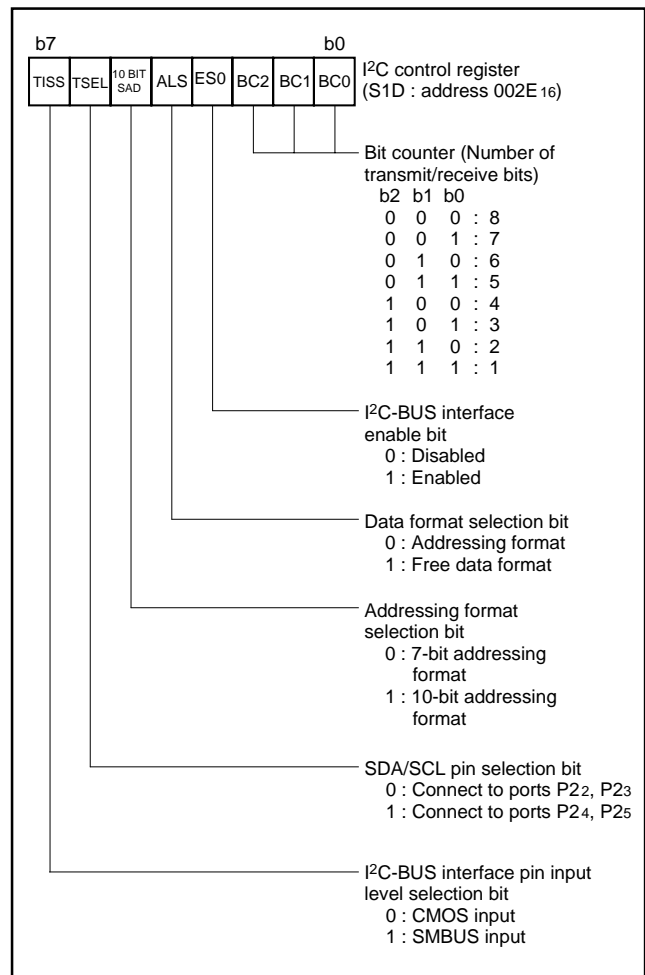 b7 b0
TISS TSEL 10 BIT SAD ALS ES0 BC2 BC1 BC0
I2C control register
(S1D : address 002E16)
Bit counter (Number of
transmit/receive bits)
b2 b1 b0
0 0 0 : 8
0 0 1 : 7
0 1 0 : 6
0 1 1 : 5
1 0 0 : 4
1 0 1 : 3
1 1 0 : 2
1 1 1 : 1
I2C-BUS interface
enable bit
0 : Disabled
1 : Enabled
Data format selection bit
0 : Addressing format
1 : Free data format
Addressing format
selection bit
0 : 7-bit addressing
format
1 : 10-bit addressing
format
SDA/SCL pin selection bit
0 : Connect to ports P22, P23
1 : Connect to ports P24, P25
I2C-BUS interface pin input
level selection bit
0 : CMOS input
1 : SMBUS input